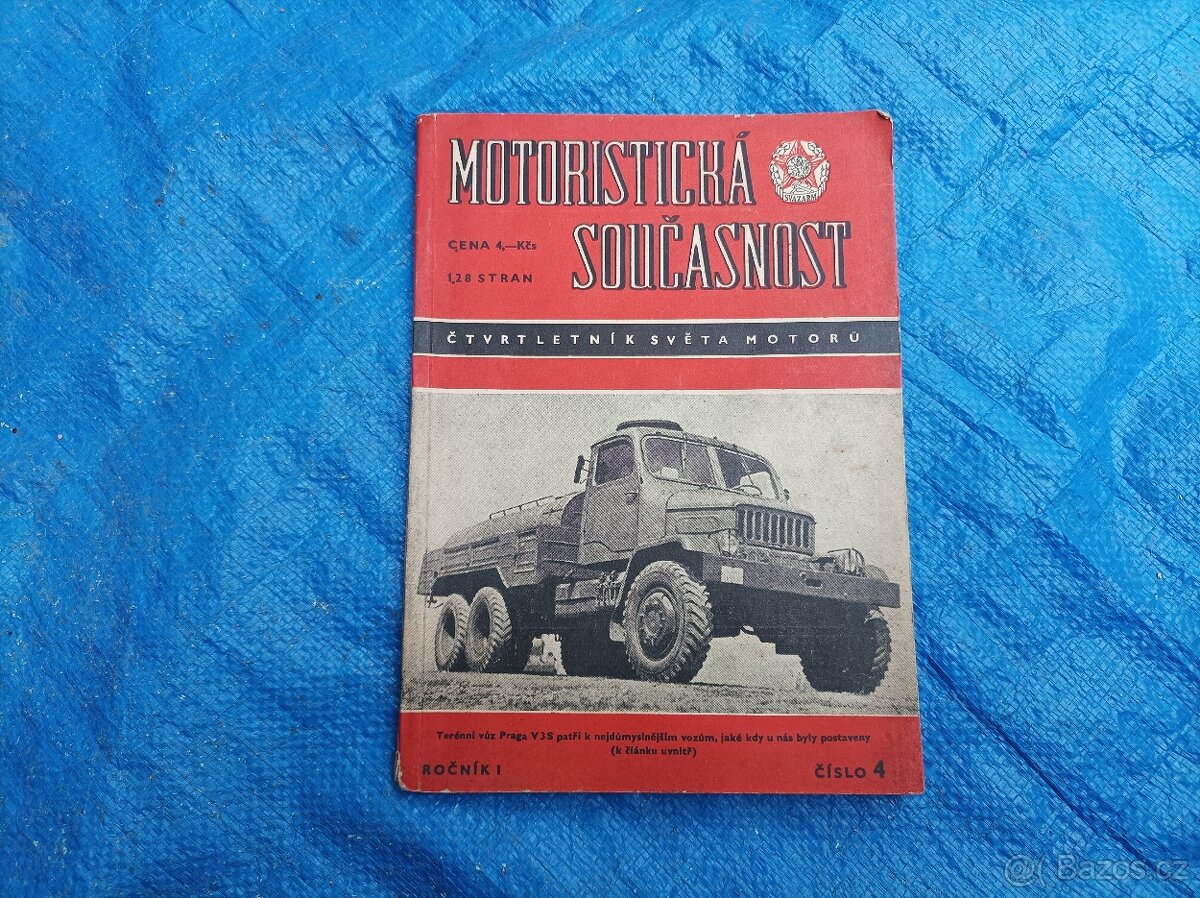 MOTORISTICKÁ
SVAZARM
SOUČASNOST
CENA 4,—Kčs
128 STRAN
ČTVRTLETNÍK SVĚTA MOTORŮ
Terénní vůz Praga V3S patří k nejdůmyslnějším vozům, jaké kdy u nás byly postaveny
(k článku uvnitř)
ROČNÍK I
ČÍSLO 4
Bazos.cz